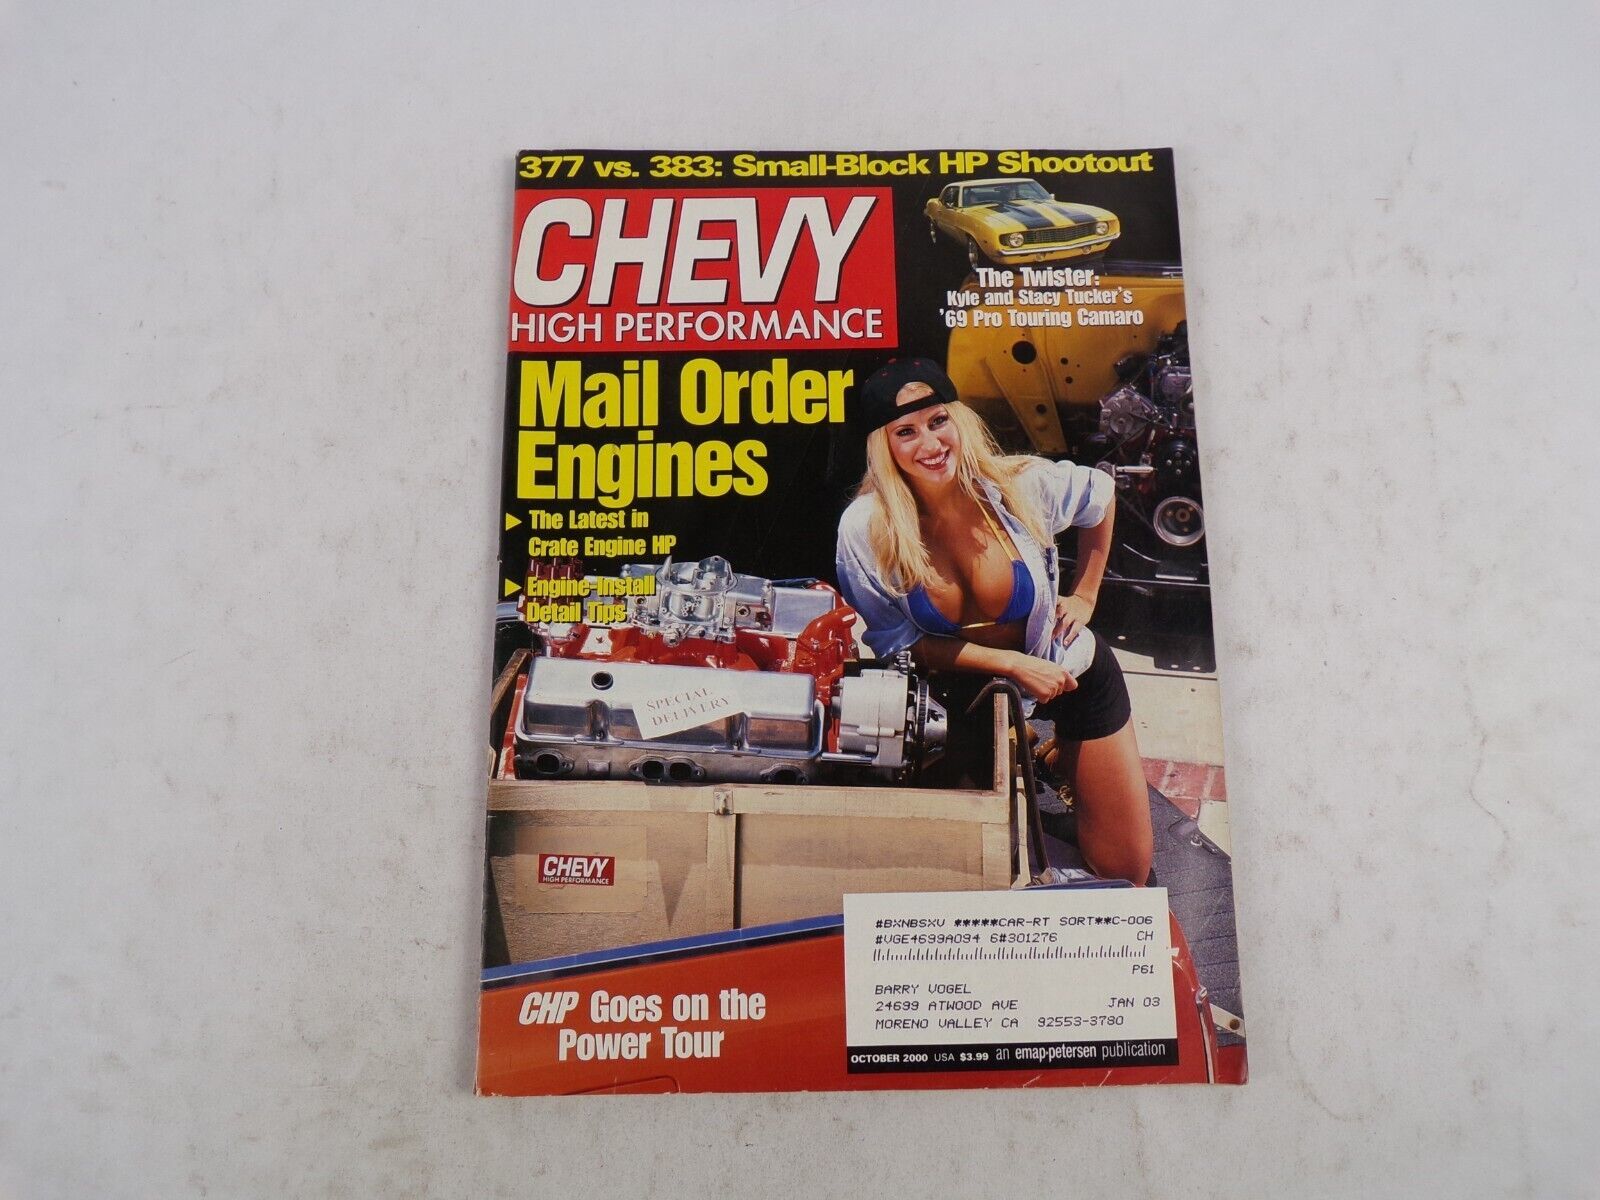 377 vs. 383: Small-Block HP Shootout
CHEVY
HIGH PERFORMANCE
The Twister:
Kyle and Stacy Tucker's
'69 Pro Touring Camaro
Mail Order
Engines
The Latest in
Crate Engine HP
Engine-Install
Detail Tips
SPECIAL
DELIVERY
CHEVY
HIGH PERFORMANCE
CHP Goes on the
Power Tour
#BXNBSXV *****CAR-RT SORT**C-006
#VGE4699A094 6#301276 CH
P61
BARRY VOGEL
24699 ATWOOD AVE JAN 03
MORENO VALLEY CA 92553-3780
OCTOBER 2000 USA $3.99 an emap·petersen publication